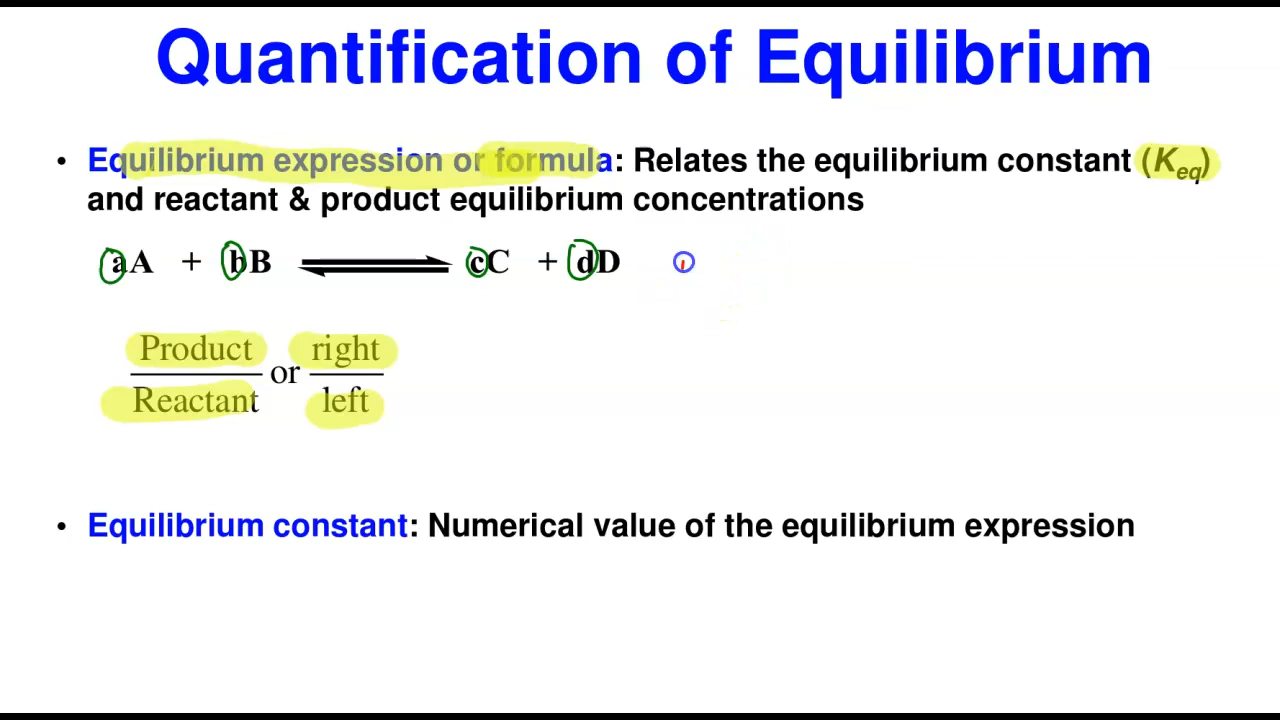 Quantification of Equilibrium
• Equilibrium expression or formula: Relates the equilibrium constant (Keq)
and reactant & product equilibrium concentrations
aA + bB ⇌ cC + dD
Product right
or
Reactant left
• Equilibrium constant: Numerical value of the equilibrium expression